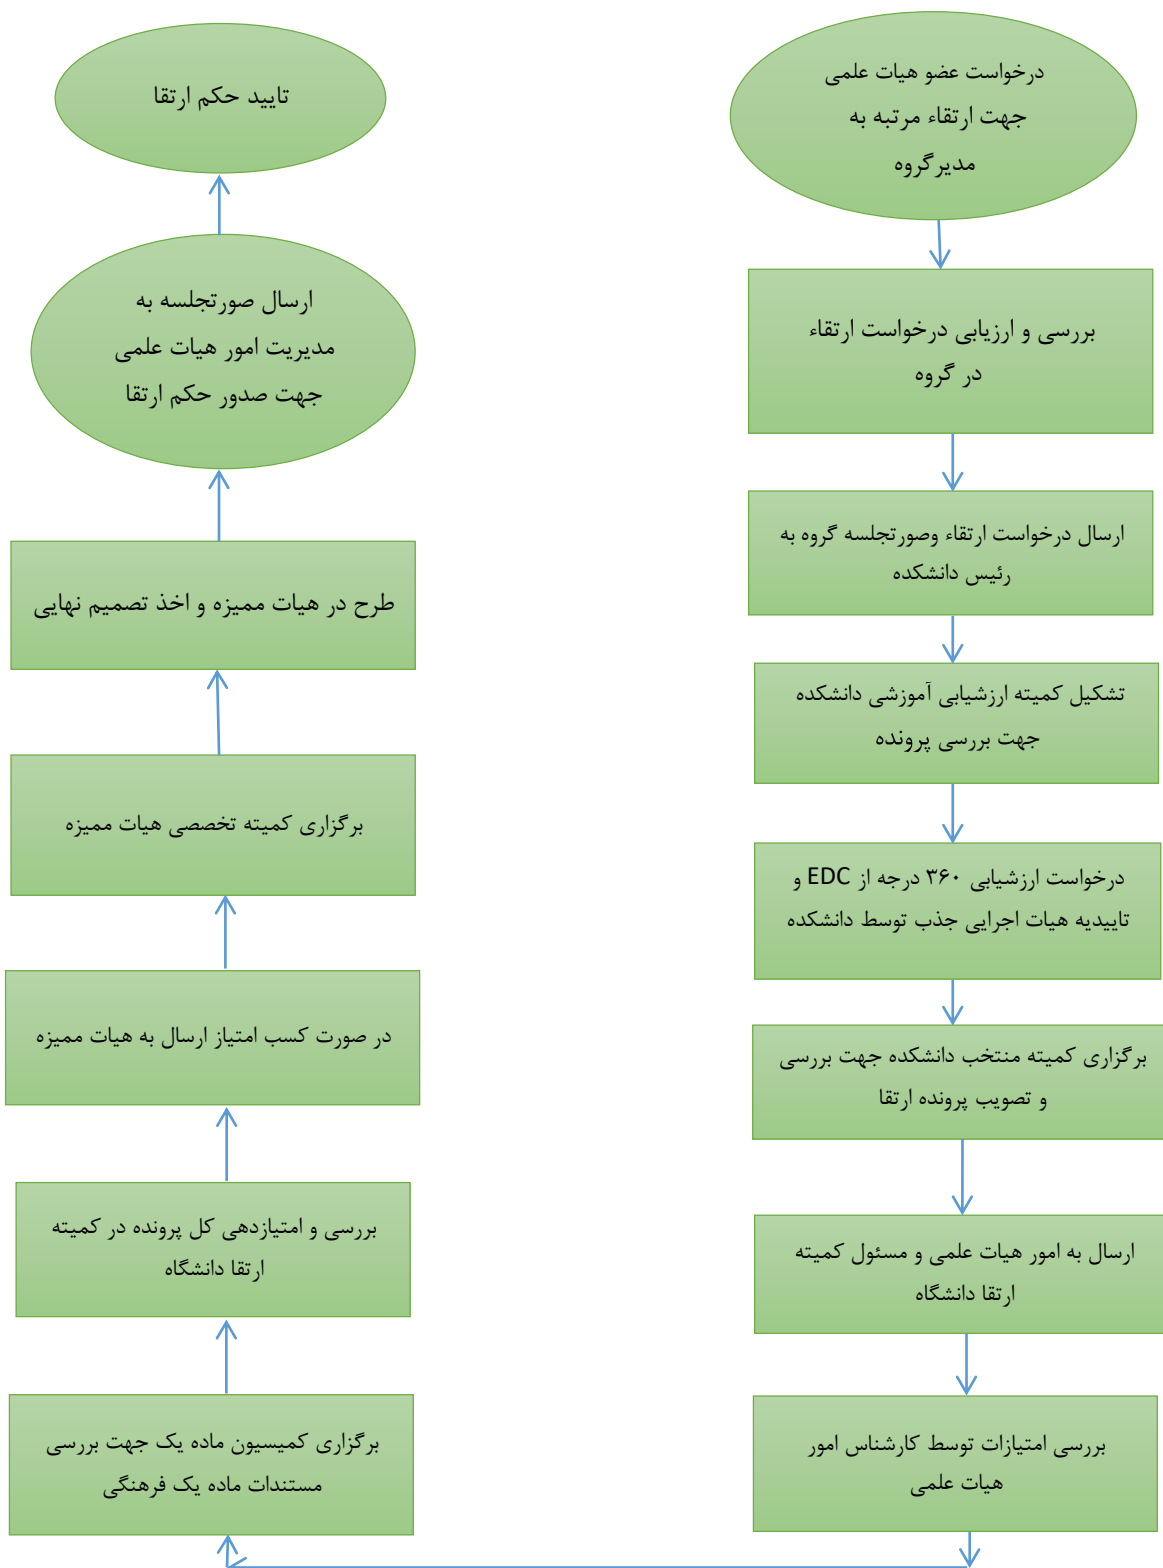 درخواست عضو هیات علمی
جهت ارتقاء مرتبه به
مدیرگروه
بررسی و ارزیابی درخواست ارتقاء
در گروه
ارسال درخواست ارتقاء وصورتجلسه گروه به
رئیس دانشکده
تشکیل کمیته ارزشیابی آموزشی دانشکده
جهت بررسی پرونده
درخواست ارزشیابی ۳۶۰ درجه از EDC و
تاییدیه هیات اجرایی جذب توسط دانشکده
برگزاری کمیته منتخب دانشکده جهت بررسی
و تصویب پرونده ارتقا
ارسال به امور هیات علمی و مسئول کمیته
ارتقا دانشگاه
بررسی امتیازات توسط کارشناس امور
هیات علمی
برگزاری کمیسیون ماده یک جهت بررسی
مستندات ماده یک فرهنگی
بررسی و امتیازدهی کل پرونده در کمیته
ارتقا دانشگاه
در صورت کسب امتیاز ارسال به هیات ممیزه
برگزاری کمیته تخصصی هیات ممیزه
طرح در هیات ممیزه و اخذ تصمیم نهایی
ارسال صورتجلسه به
مدیریت امور هیات علمی
جهت صدور حکم ارتقا
تایید حکم ارتقا